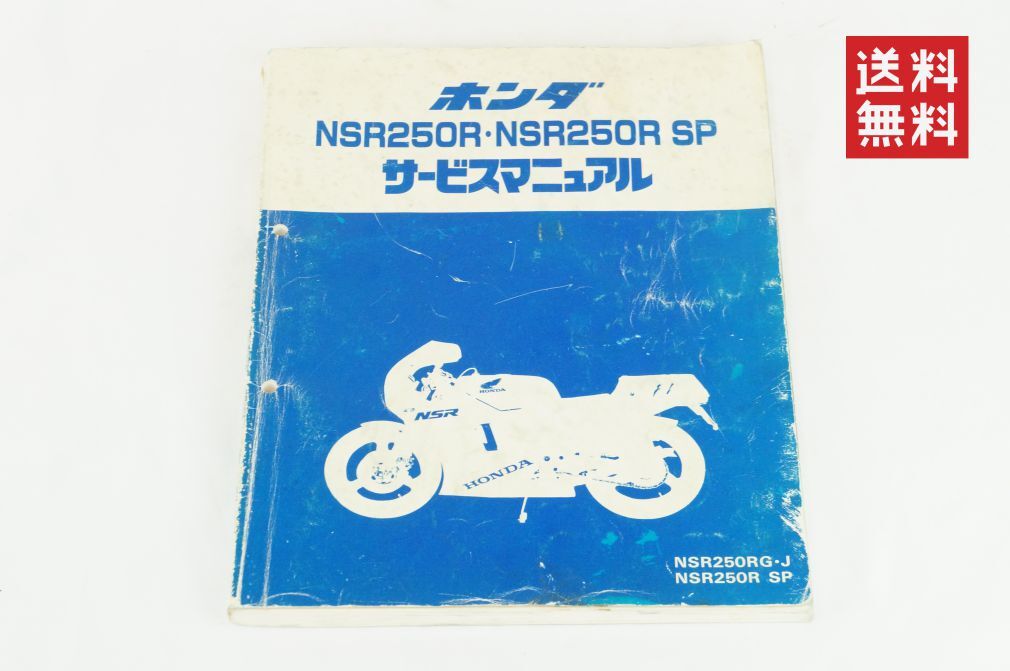 送料
無料
ホンダ
NSR250R・NSR250R SP
サービスマニュアル
HONDA
NSR
HONDA
NSR250RG・J
NSR250R SP